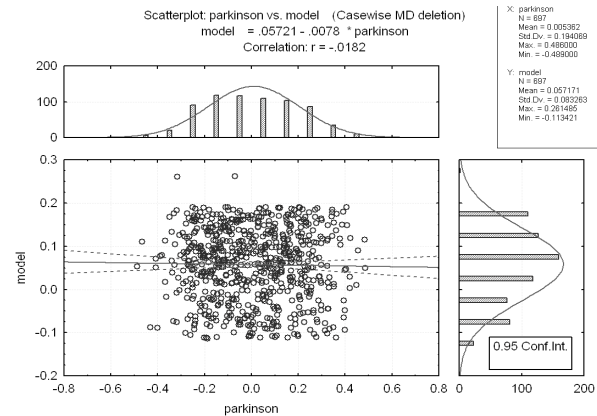 Scatterplot: parkinson vs. model (Casewise MD deletion)
model = .05721 - .0078 * parkinson
Correlation: r = -.0182
X: parkinson
N = 697
Mean = 0.005362
Std.Dv. = 0.194069
Max. = 0.486000
Min. = -0.489000
Y: model
N = 697
Mean = 0.057171
Std.Dv. = 0.083263
Max. = 0.261485
Min. = -0.113421
200
100
0
0.3
0.2
0.1
0.0
-0.1
-0.2
model
-0.8 -0.6 -0.4 -0.2 0.0 0.2 0.4 0.6 0.8
parkinson
0.95 Conf.Int.
0 100 200